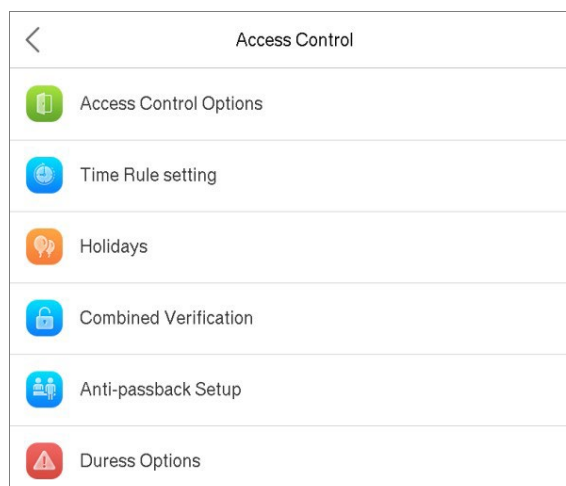 Access Control
Access Control Options
Time Rule setting
Holidays
Combined Verification
Anti-passback Setup
Duress Options